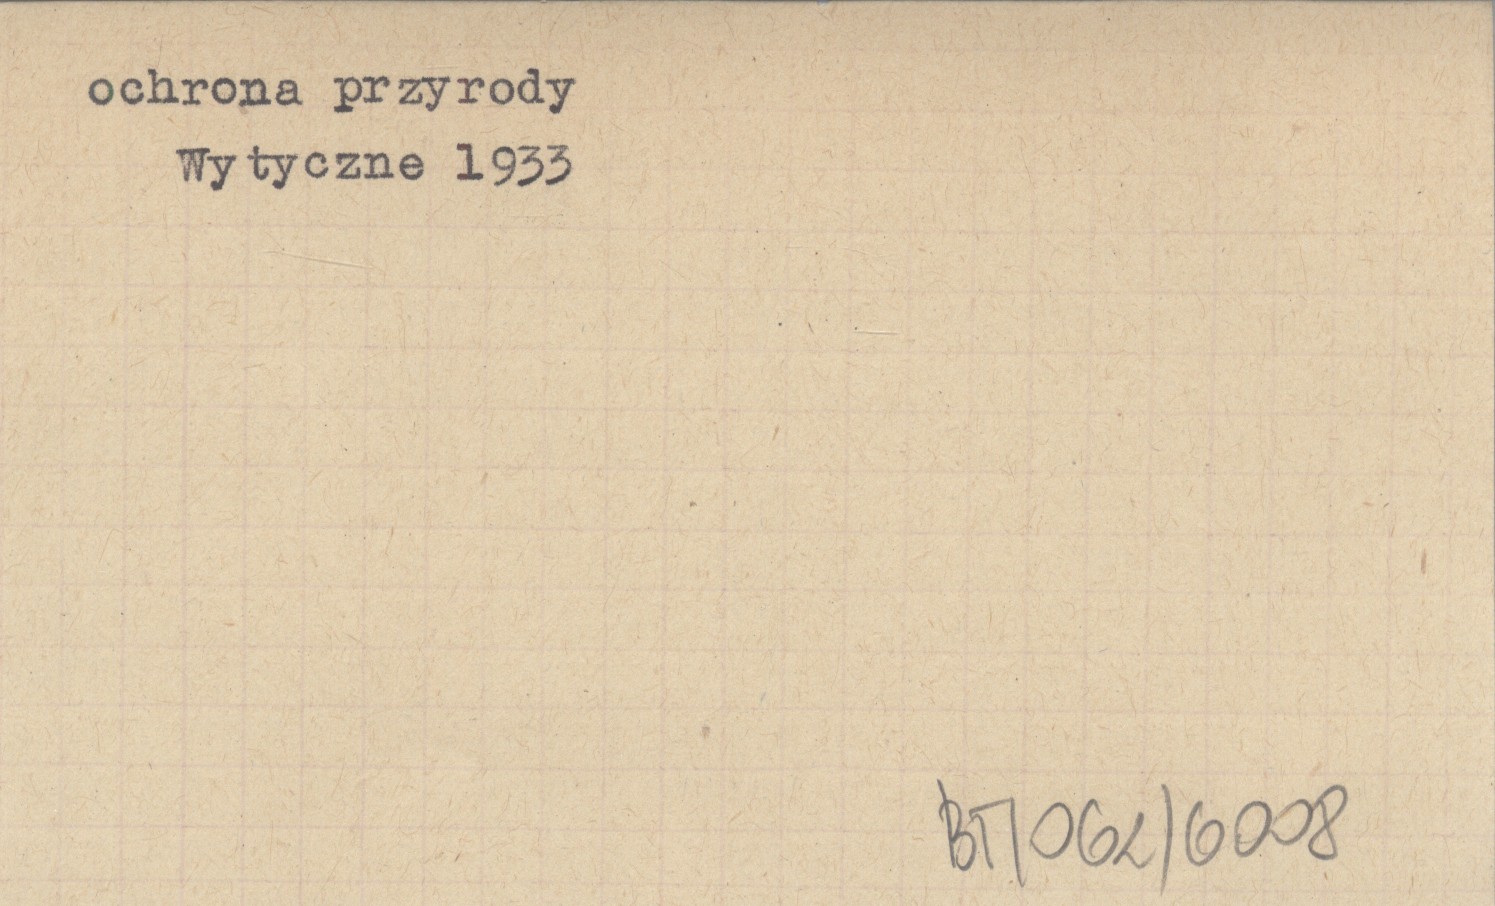 ochrona przyrody
Wytyczne 1933
BT/062/6008